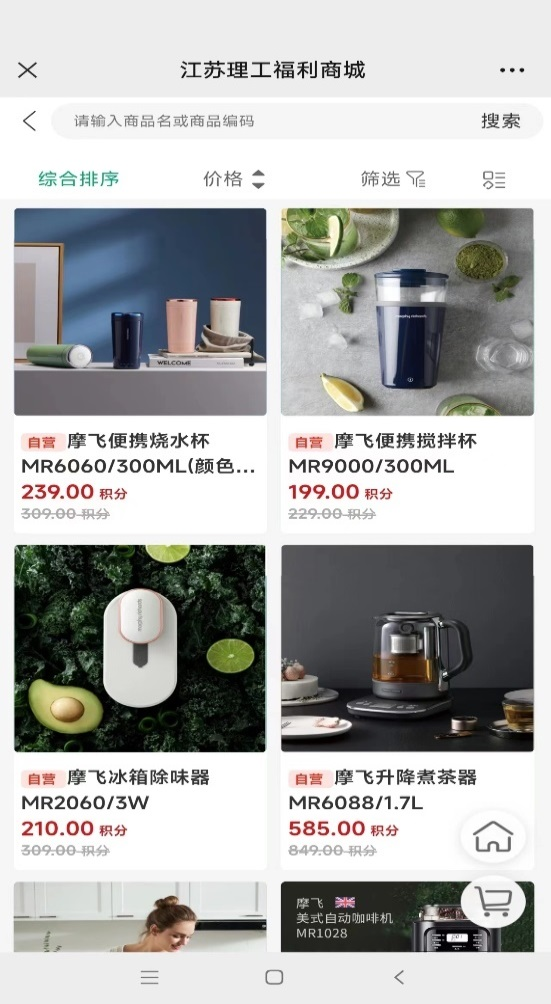 江苏理工福利商城
请输入商品名或商品编码
搜索
综合排序
价格
筛选
WELCOME
morphy richards
自营 摩飞便携烧水杯
MR6060/300ML(颜色...
239.00 积分
309.00 积分
自营 摩飞便携搅拌杯
MR9000/300ML
199.00 积分
229.00 积分
自营 摩飞冰箱除味器
MR2060/3W
210.00 积分
309.00 积分
自营 摩飞升降煮茶器
MR6088/1.7L
585.00 积分
849.00 积分
摩飞
美式自动咖啡机
MR1028